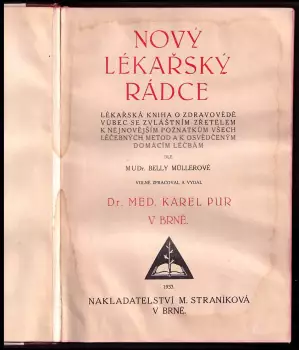 NOVÝ
LÉKAŘSKÝ
RÁDCE
LÉKAŘSKÁ KNIHA O ZDRAVOVĚDĚ
VŮBEC SE ZVLÁŠTNÍM ZŘETELEM
K NEJNOVĚJŠÍM POZNATKŮM VŠECH
LÉČEBNÝCH METOD A K OSVĚDČENÝM
DOMÁCÍM LÉČBÁM
DLE
MUDr. BELLY MÜLLEROVÉ
VOLNĚ ZPRACOVAL A VYDAL
Dr. MED. KAREL PUR
V BRNĚ.
1933.
NAKLADATELSTVÍ M. STRANÍKOVÁ
V BRNĚ.